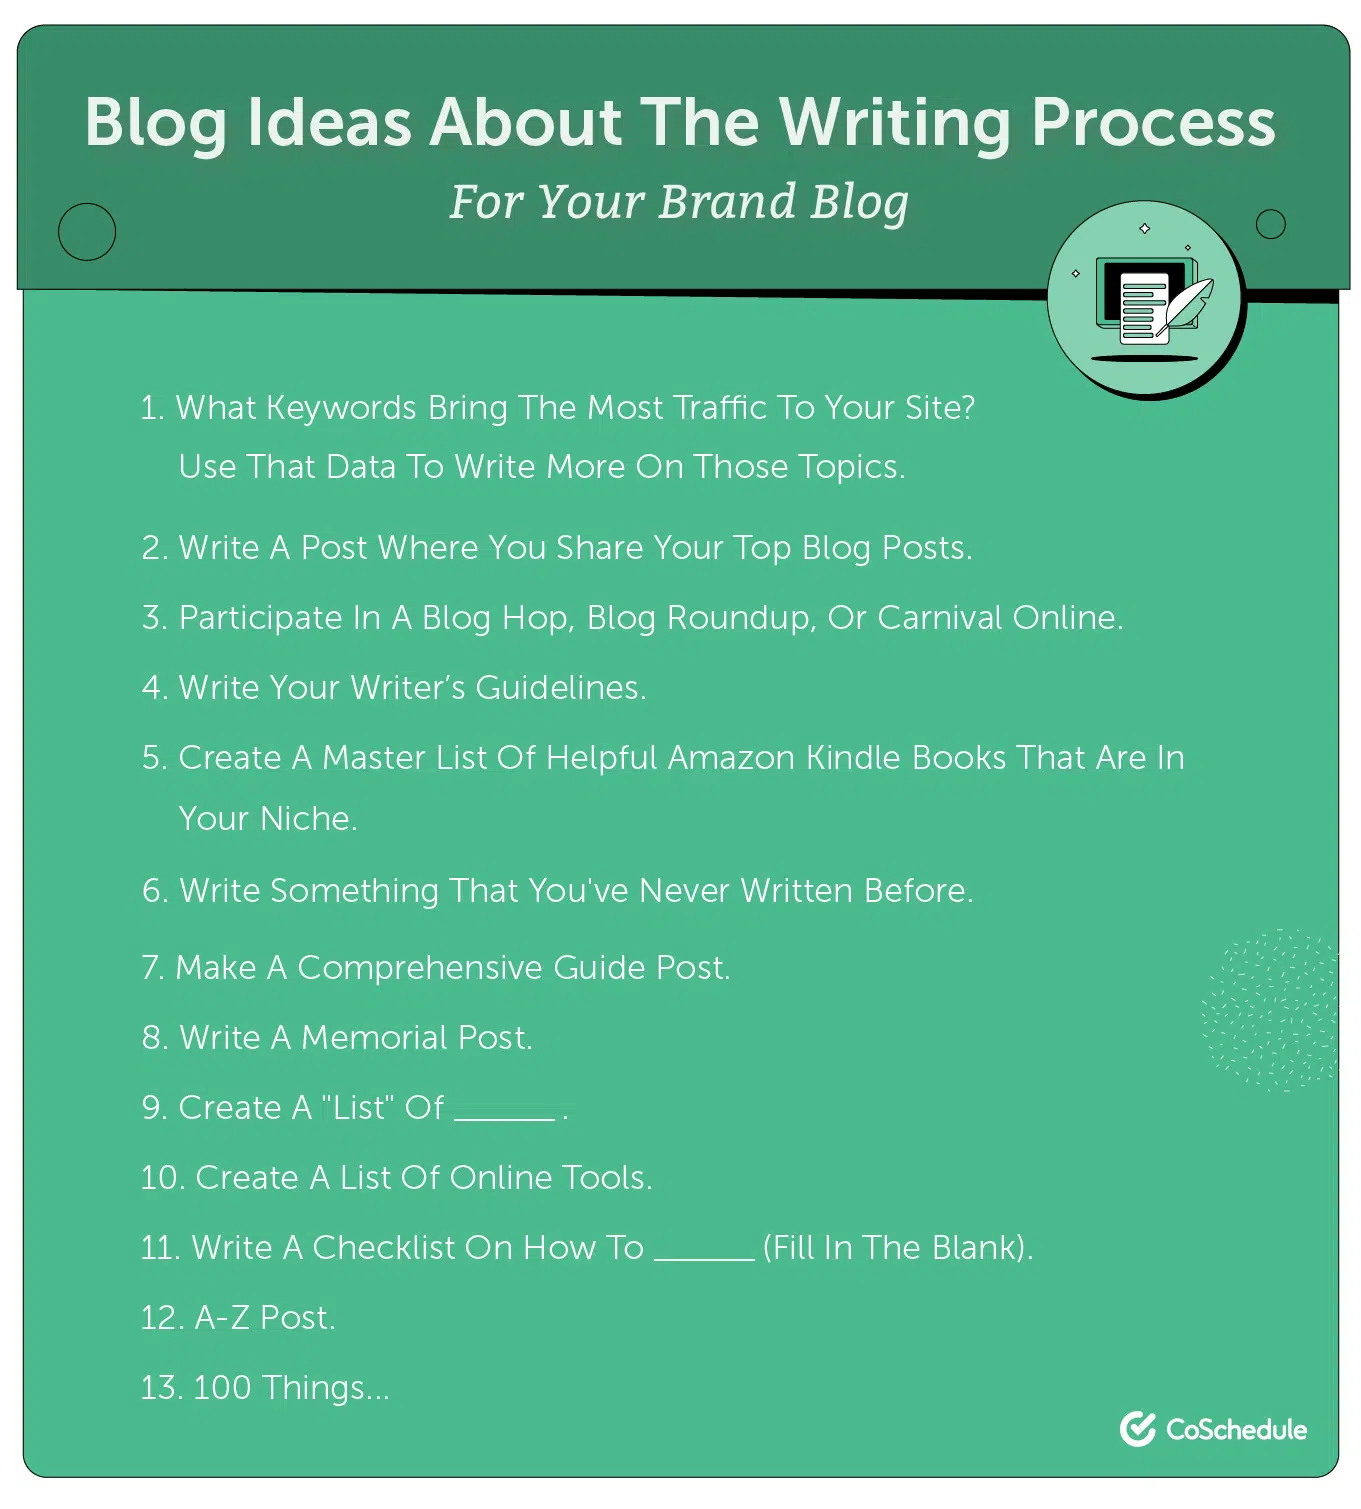 Blog Ideas About The Writing Process
For Your Brand Blog
1. What Keywords Bring The Most Traffic To Your Site?
Use That Data To Write More On Those Topics.
2. Write A Post Where You Share Your Top Blog Posts.
3. Participate In A Blog Hop, Blog Roundup, Or Carnival Online.
4. Write Your Writer’s Guidelines.
5. Create A Master List Of Helpful Amazon Kindle Books That Are In
Your Niche.
6. Write Something That You've Never Written Before.
7. Make A Comprehensive Guide Post.
8. Write A Memorial Post.
9. Create A "List" Of ______ .
10. Create A List Of Online Tools.
11. Write A Checklist On How To ______ (Fill In The Blank).
12. A-Z Post.
13. 100 Things...
CoSchedule